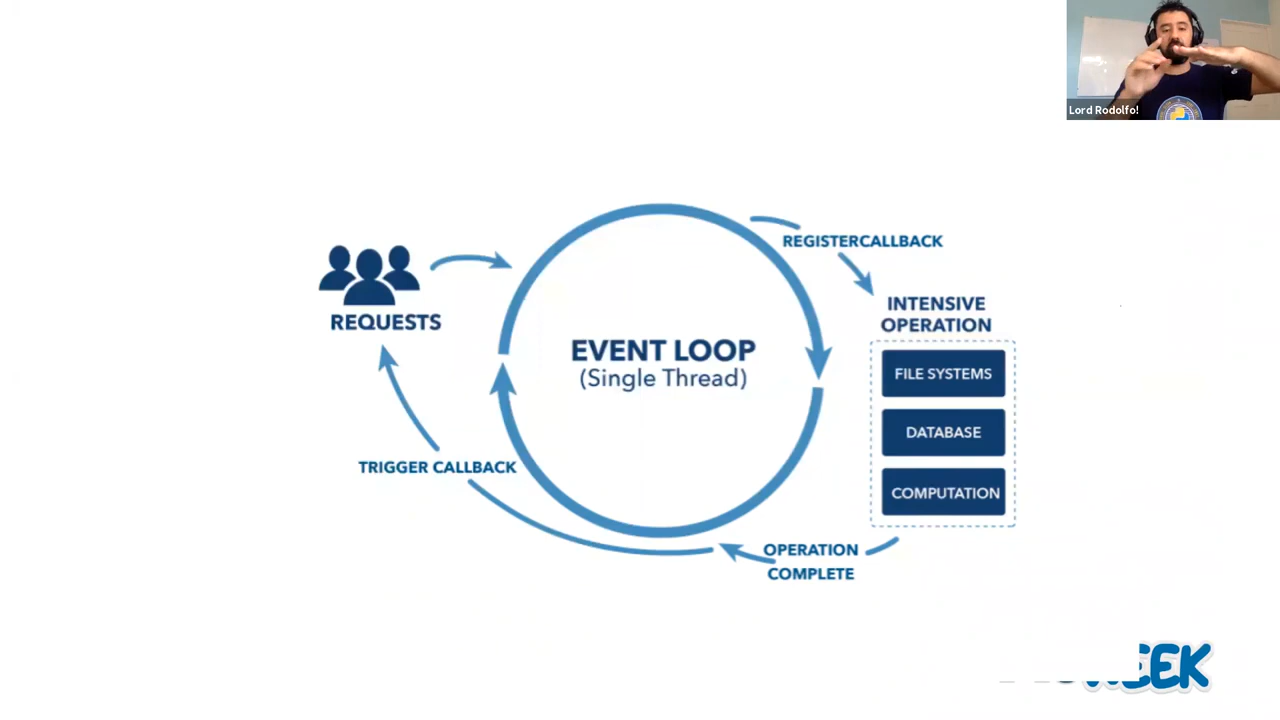 Lord Rodolfo!
REGISTERCALLBACK
REQUESTS
INTENSIVE
OPERATION
FILE SYSTEMS
DATABASE
COMPUTATION
EVENT LOOP
(Single Thread)
TRIGGER CALLBACK
OPERATION
COMPLETE